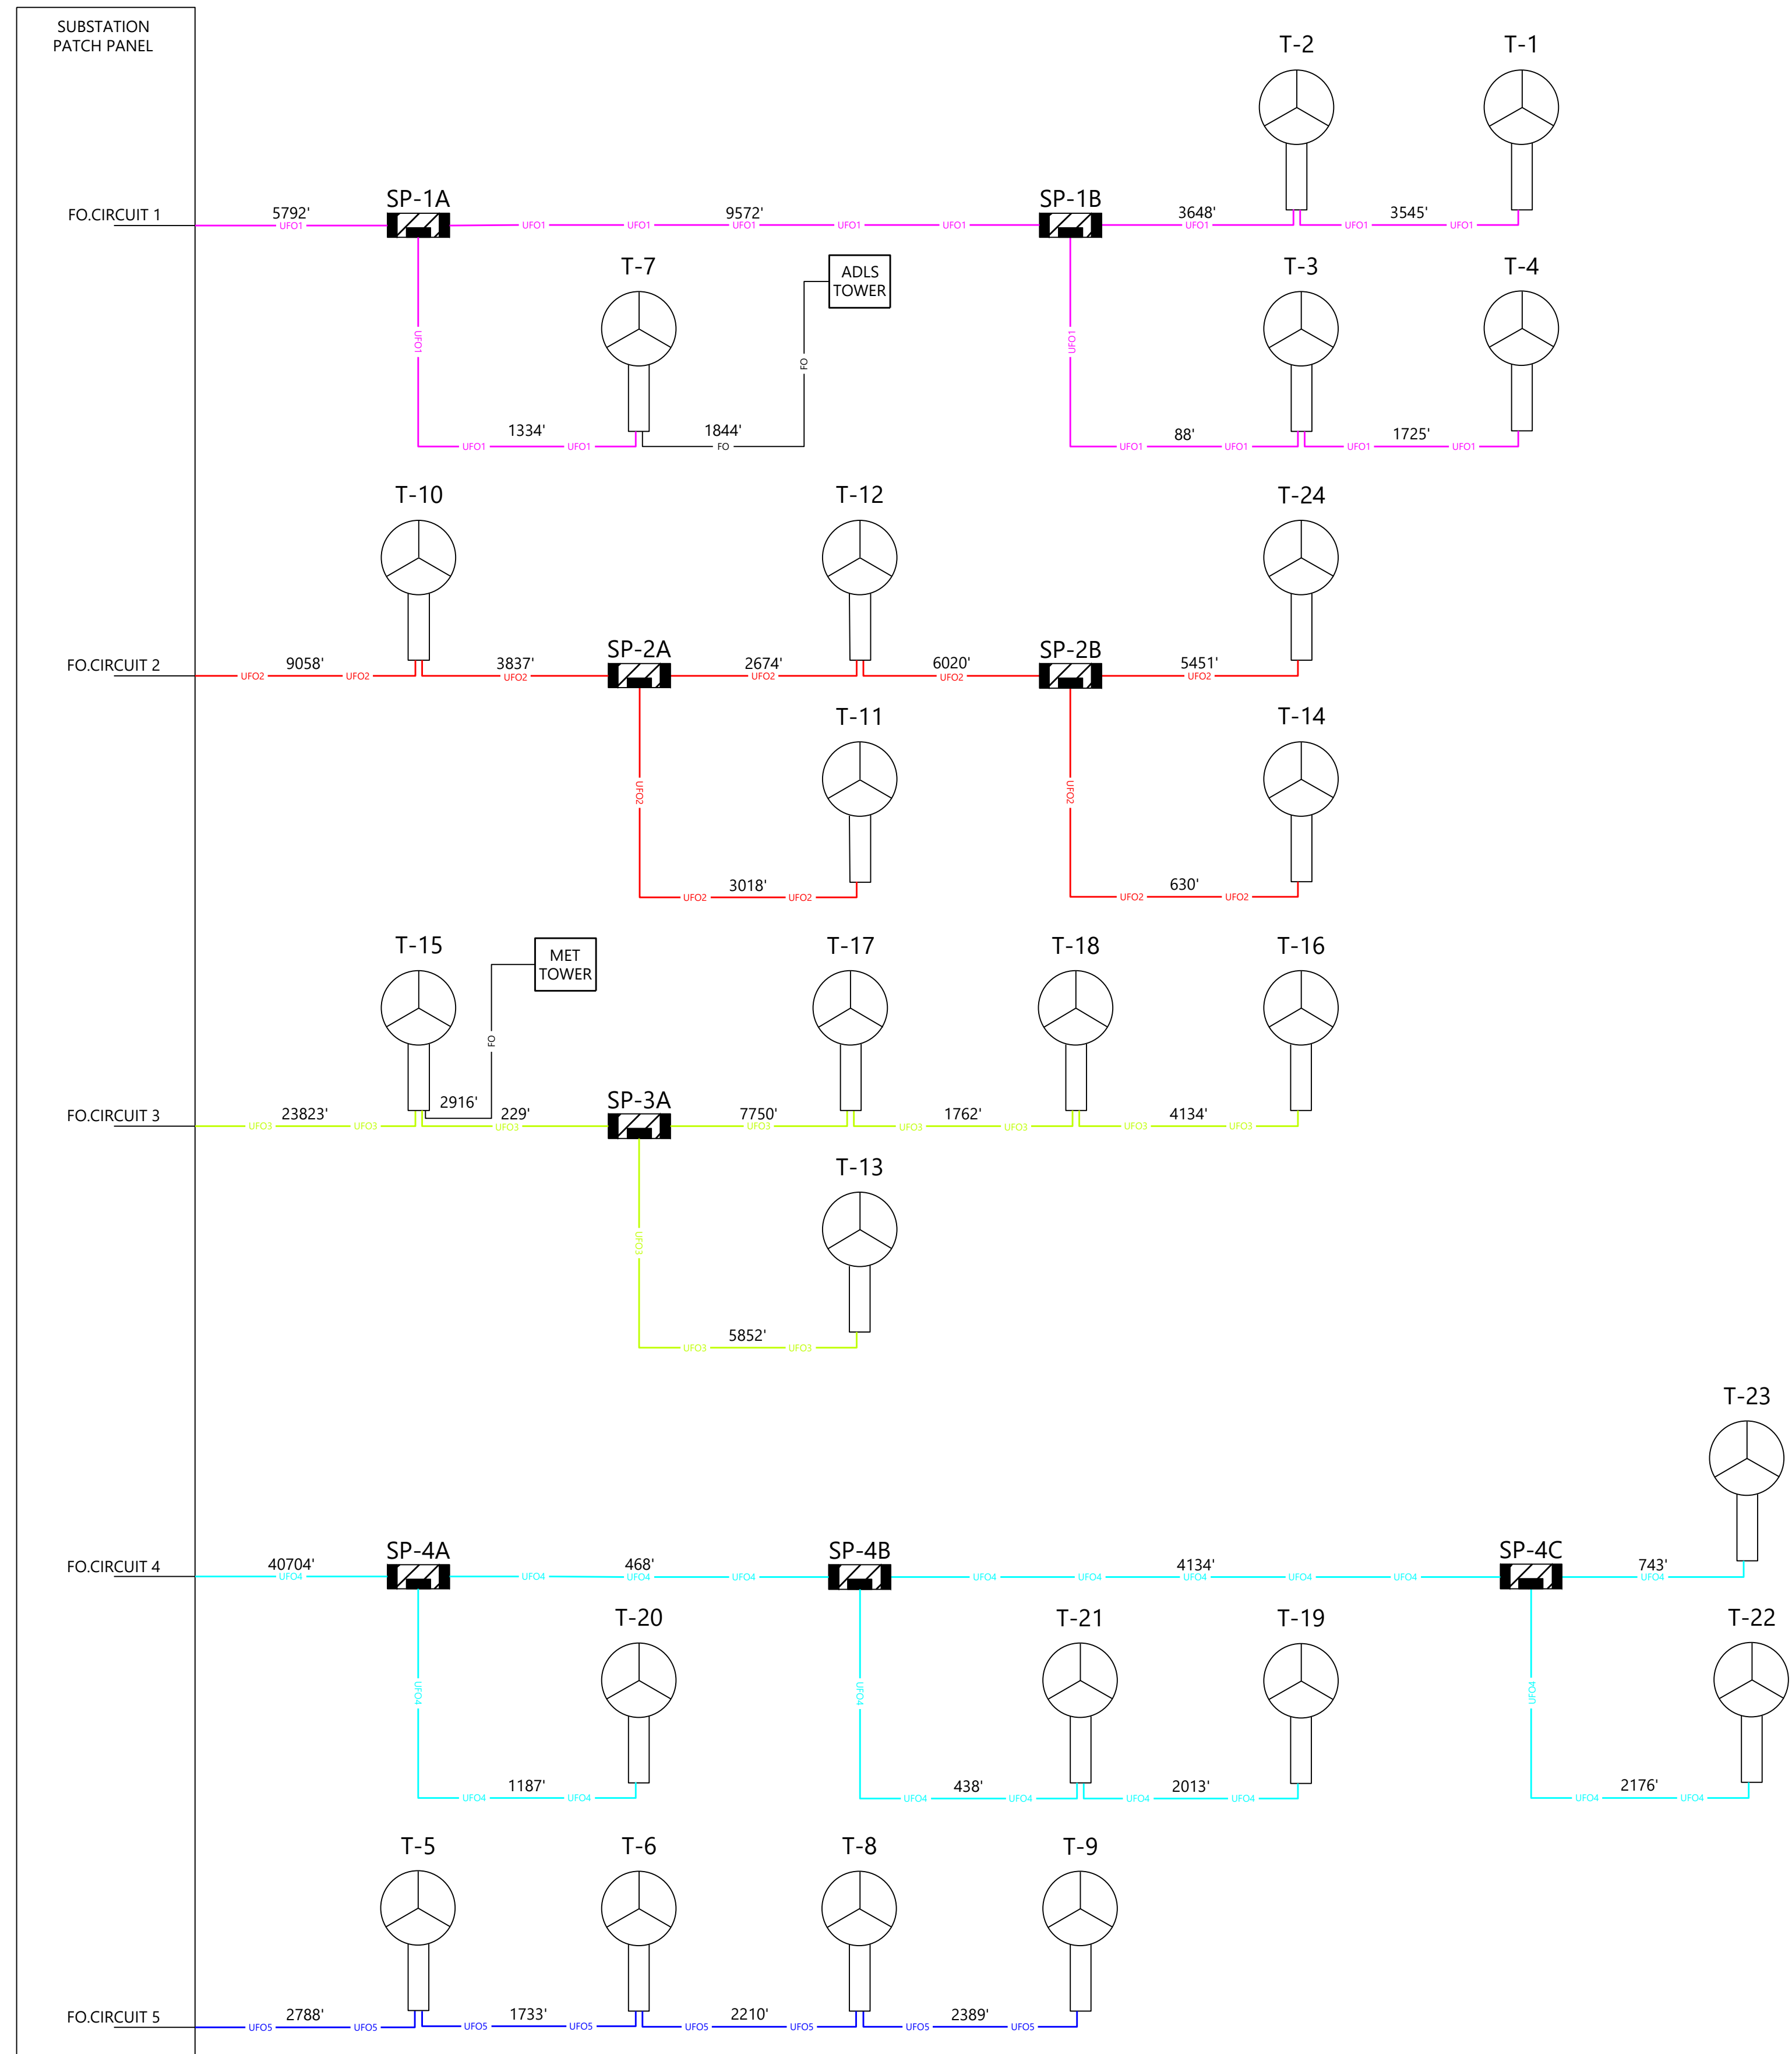 SUBSTATION
PATCH PANEL
T-2
T-1
FO.CIRCUIT 1
5792'
UFO1
SP-1A
UFO1
UFO1
9572'
UFO1
UFO1
UFO1
SP-1B
3648'
UFO1
3545'
UFO1
UFO1
T-7
ADLS
TOWER
T-3
T-4
UFO1
FO
UFO1
UFO1
1334'
UFO1
1844'
FO
UFO1
88'
UFO1
UFO1
1725'
UFO1
T-10
T-12
T-24
FO.CIRCUIT 2
UFO2
9058'
UFO2
3837'
UFO2
SP-2A
2674'
UFO2
6020'
UFO2
SP-2B
5451'
UFO2
T-11
T-14
UFO2
UFO2
UFO2
3018'
UFO2
UFO2
630'
UFO2
T-15
MET
TOWER
T-17
T-18
T-16
FO
FO.CIRCUIT 3
UFO3
23823'
UFO3
2916'
229'
UFO3
SP-3A
7750'
UFO3
UFO3
1762'
UFO3
UFO3
4134'
UFO3
T-13
UFO3
UFO3
5852'
UFO3
T-23
FO.CIRCUIT 4
40704'
UFO4
SP-4A
UFO4
468'
UFO4
UFO4
SP-4B
UFO4
UFO4
4134'
UFO4
UFO4
UFO4
SP-4C
743'
UFO4
T-20
T-21
T-19
T-22
UFO4
UFO4
UFO4
UFO4
1187'
UFO4
UFO4
438'
UFO4
UFO4
2013'
UFO4
UFO4
2176'
UFO4
T-5
T-6
T-8
T-9
FO.CIRCUIT 5
UFO5
2788'
UFO5
UFO5
1733'
UFO5
UFO5
2210'
UFO5
UFO5
2389'
UFO5